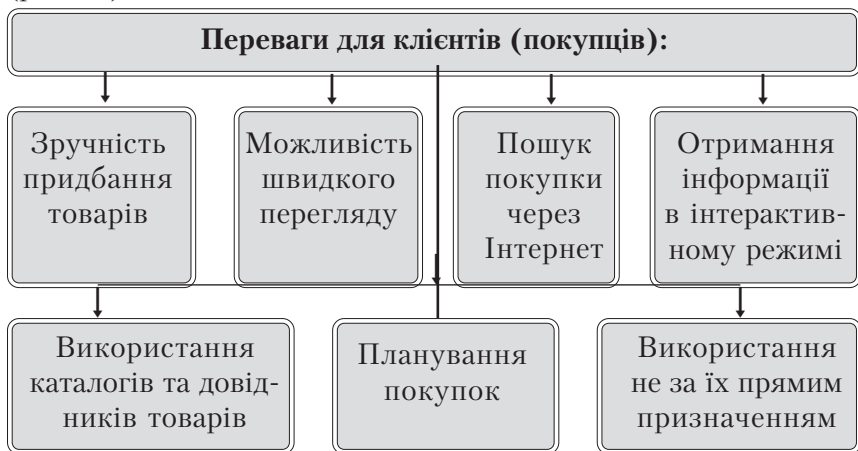 Переваги для клієнтів (покупців):
Зручність
придбання
товарів
Можливість
швидкого
перегляду
Пошук
покупки
через
Інтернет
Отримання
інформації
в інтерактив-
ному режимі
Використання
каталогів та довід-
ників товарів
Планування
покупок
Використання
не за їх прямим
призначенням